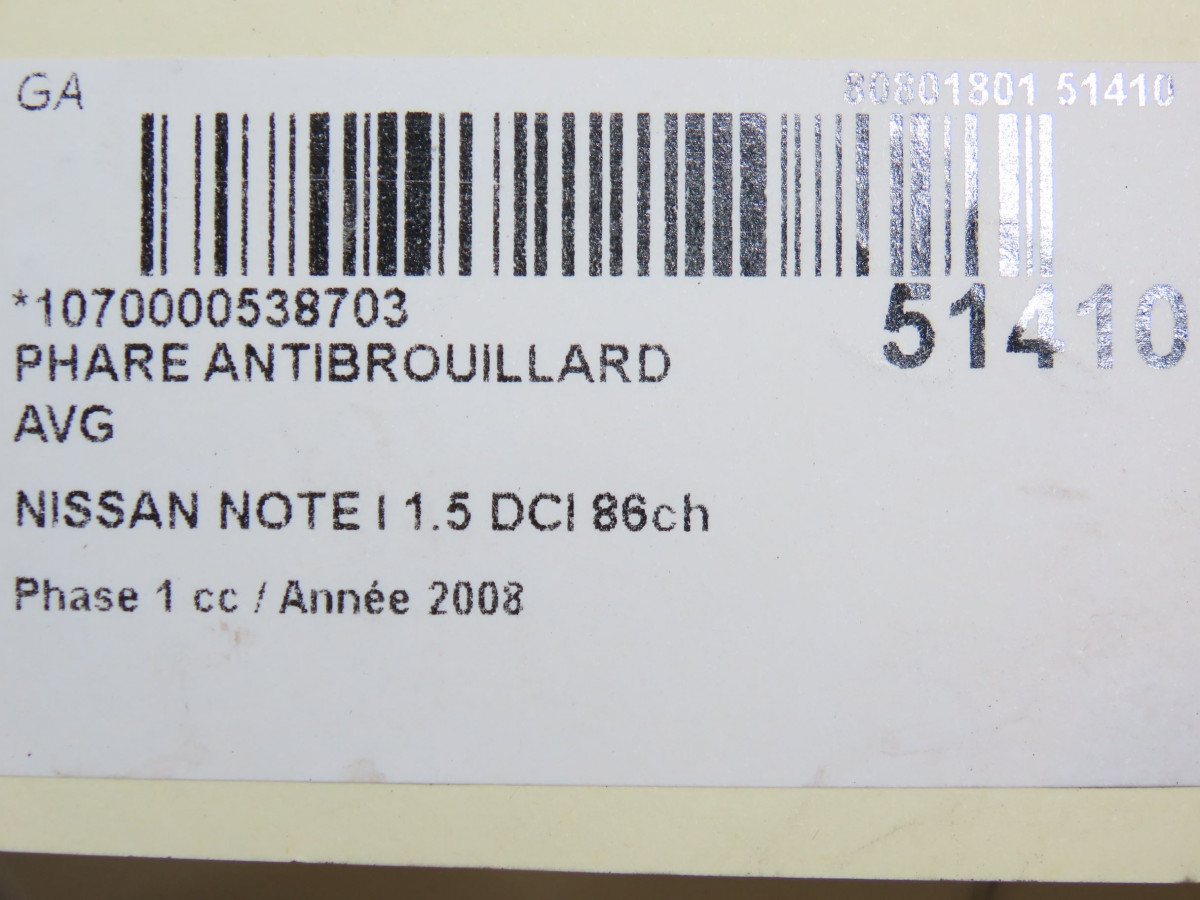 GA 80801801 51410
*1070000538703
51410
PHARE ANTIBROUILLARD
AVG
NISSAN NOTE I 1.5 DCI 86ch
Phase 1 cc / Année 2008